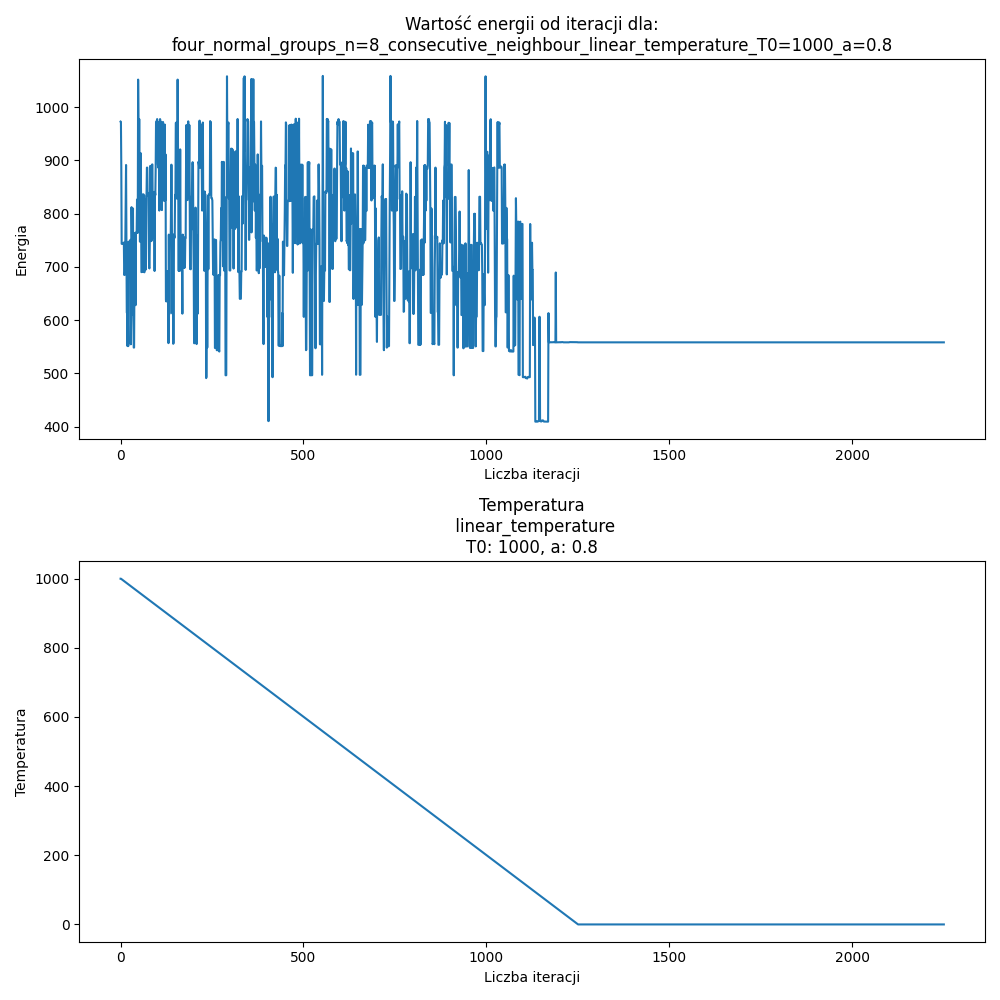 Wartość energii od iteracji dla:
four_normal_groups_n=8_consecutive_neighbour_linear_temperature_T0=1000_a=0.8
1000
900
800
700
600
500
400
Energia
0
500
1000
1500
2000
Liczba iteracji
Temperatura
linear_temperature
T0: 1000, a: 0.8
1000
800
600
400
200
0
Temperatura
0
500
1000
1500
2000
Liczba iteracji